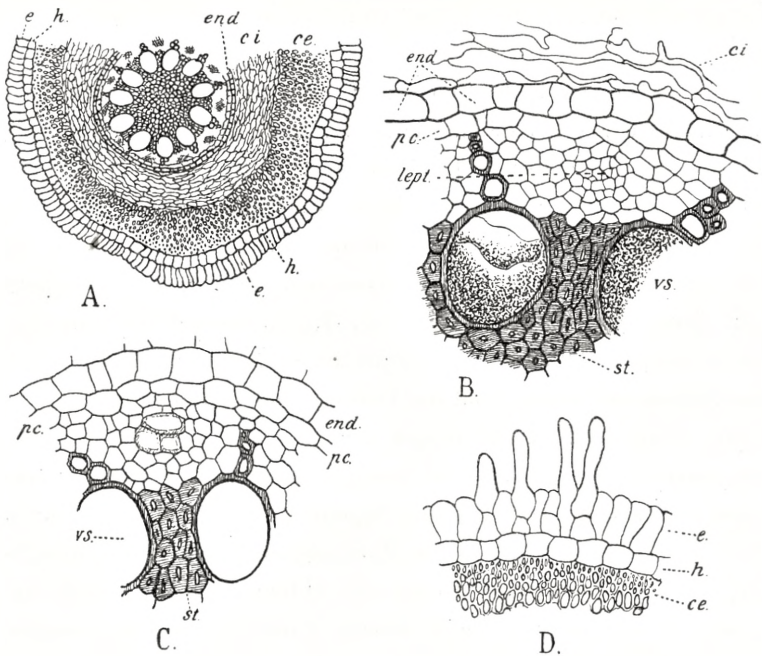 e h. end ci ce.
h.
e.
A.
end ci
pc.
lept.
vs.
st.
B.
pc. end.
pc.
vs.
st.
C.
e.
h.
ce.
D.